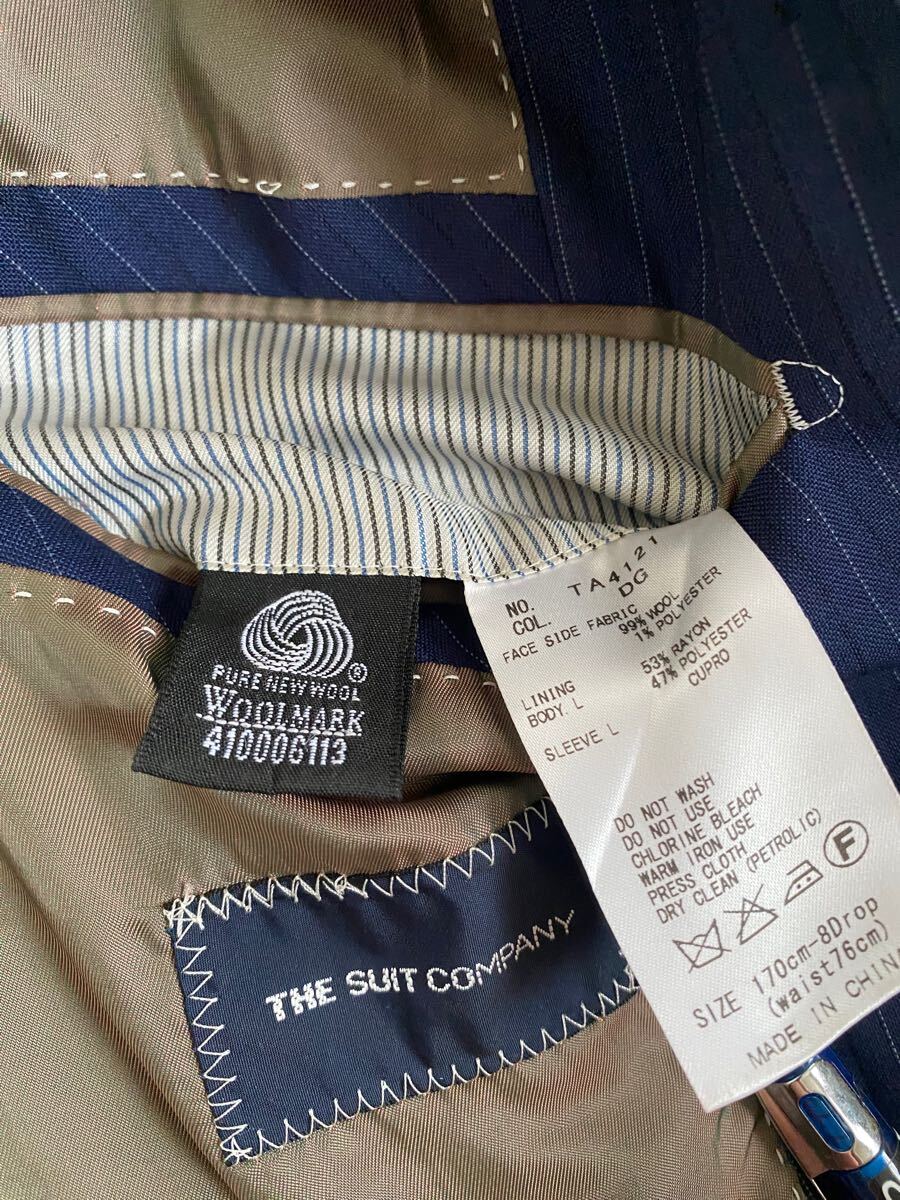 ®
PURE NEW WOOL
WOOLMARK
410006113
THE SUIT COMPANY
NO. TA4121
COL. DG
FACE SIDE FABRIC
99% WOOL
1% POLYESTER
LINING
BODY. L
53% RAYON
47% POLYESTER
SLEEVE L CUPRO
DO NOT WASH
DO NOT USE
CHLORINE BLEACH
WARM IRON USE
PRESS CLOTH
DRY CLEAN (PETROLIC)
F
SIZE 170cm-8Drop
(waist76cm)
MADE IN CHINA